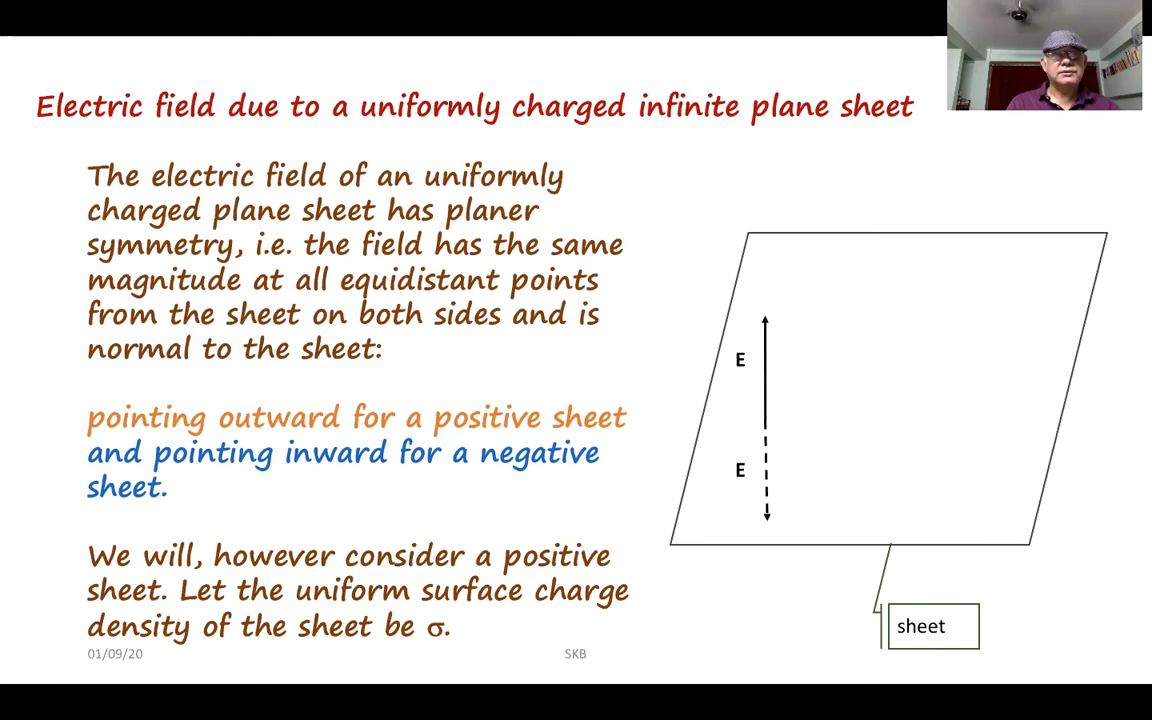 Electric field due to a uniformly charged infinite plane sheet
The electric field of an uniformly
charged plane sheet has planer
symmetry, i.e. the field has the same
magnitude at all equidistant points
from the sheet on both sides and is
normal to the sheet:
pointing outward for a positive sheet
and pointing inward for a negative
sheet.
We will, however consider a positive
sheet. Let the uniform surface charge
density of the sheet be σ.
E
E
sheet
01/09/20
SKB